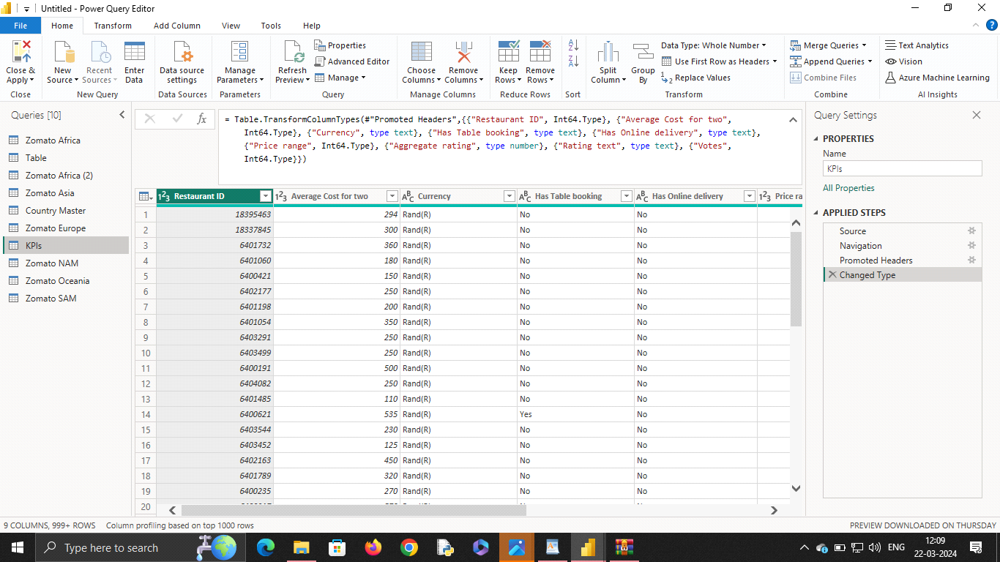 Untitled - Power Query Editor
File Home Transform Add Column View Tools Help
Close & Apply
New Source
Recent Sources
Enter Data
Data source settings
Manage Parameters
Refresh Preview
Properties
Advanced Editor
Manage
Choose Columns
Remove Columns
Keep Rows
Remove Rows
Split Column
Group By
Data Type: Whole Number
Use First Row as Headers
1→2 Replace Values
Merge Queries
Append Queries
Combine Files
Text Analytics
Vision
Azure Machine Learning
Close New Query Data Sources Parameters Query Manage Columns Reduce Rows Sort Transform Combine AI Insights
Queries [10]
Zomato Africa
Table
Zomato Africa (2)
Zomato Asia
Country Master
Zomato Europe
KPIs
Zomato NAM
Zomato Oceania
Zomato SAM
fx
= Table.TransformColumnTypes(#"Promoted Headers",{{"Restaurant ID", Int64.Type}, {"Average Cost for two",
Int64.Type}, {"Currency", type text}, {"Has Table booking", type text}, {"Has Online delivery", type text},
{"Price range", Int64.Type}, {"Aggregate rating", type number}, {"Rating text", type text}, {"Votes",
Int64.Type}})
123 Restaurant ID 123 Average Cost for two ABC Currency ABC Has Table booking ABC Has Online delivery 123 Price ra
1 18395463 294 Rand(R) No No
2 18337845 300 Rand(R) No No
3 6401732 360 Rand(R) No No
4 6401060 180 Rand(R) No No
5 6400421 150 Rand(R) No No
6 6402177 250 Rand(R) No No
7 6401198 200 Rand(R) No No
8 6401054 350 Rand(R) No No
9 6403291 250 Rand(R) No No
10 6403499 250 Rand(R) No No
11 6400191 500 Rand(R) No No
12 6404082 250 Rand(R) No No
13 6401485 110 Rand(R) No No
14 6400621 535 Rand(R) Yes No
15 6403544 230 Rand(R) No No
16 6403452 125 Rand(R) No No
17 6402163 450 Rand(R) No No
18 6401789 320 Rand(R) No No
19 6400235 270 Rand(R) No No
20
Query Settings
PROPERTIES
Name
KPIs
All Properties
APPLIED STEPS
Source
Navigation
Promoted Headers
Changed Type
9 COLUMNS, 999+ ROWS Column profiling based on top 1000 rows PREVIEW DOWNLOADED ON THURSDAY
Type here to search
ENG
12:09
22-03-2024